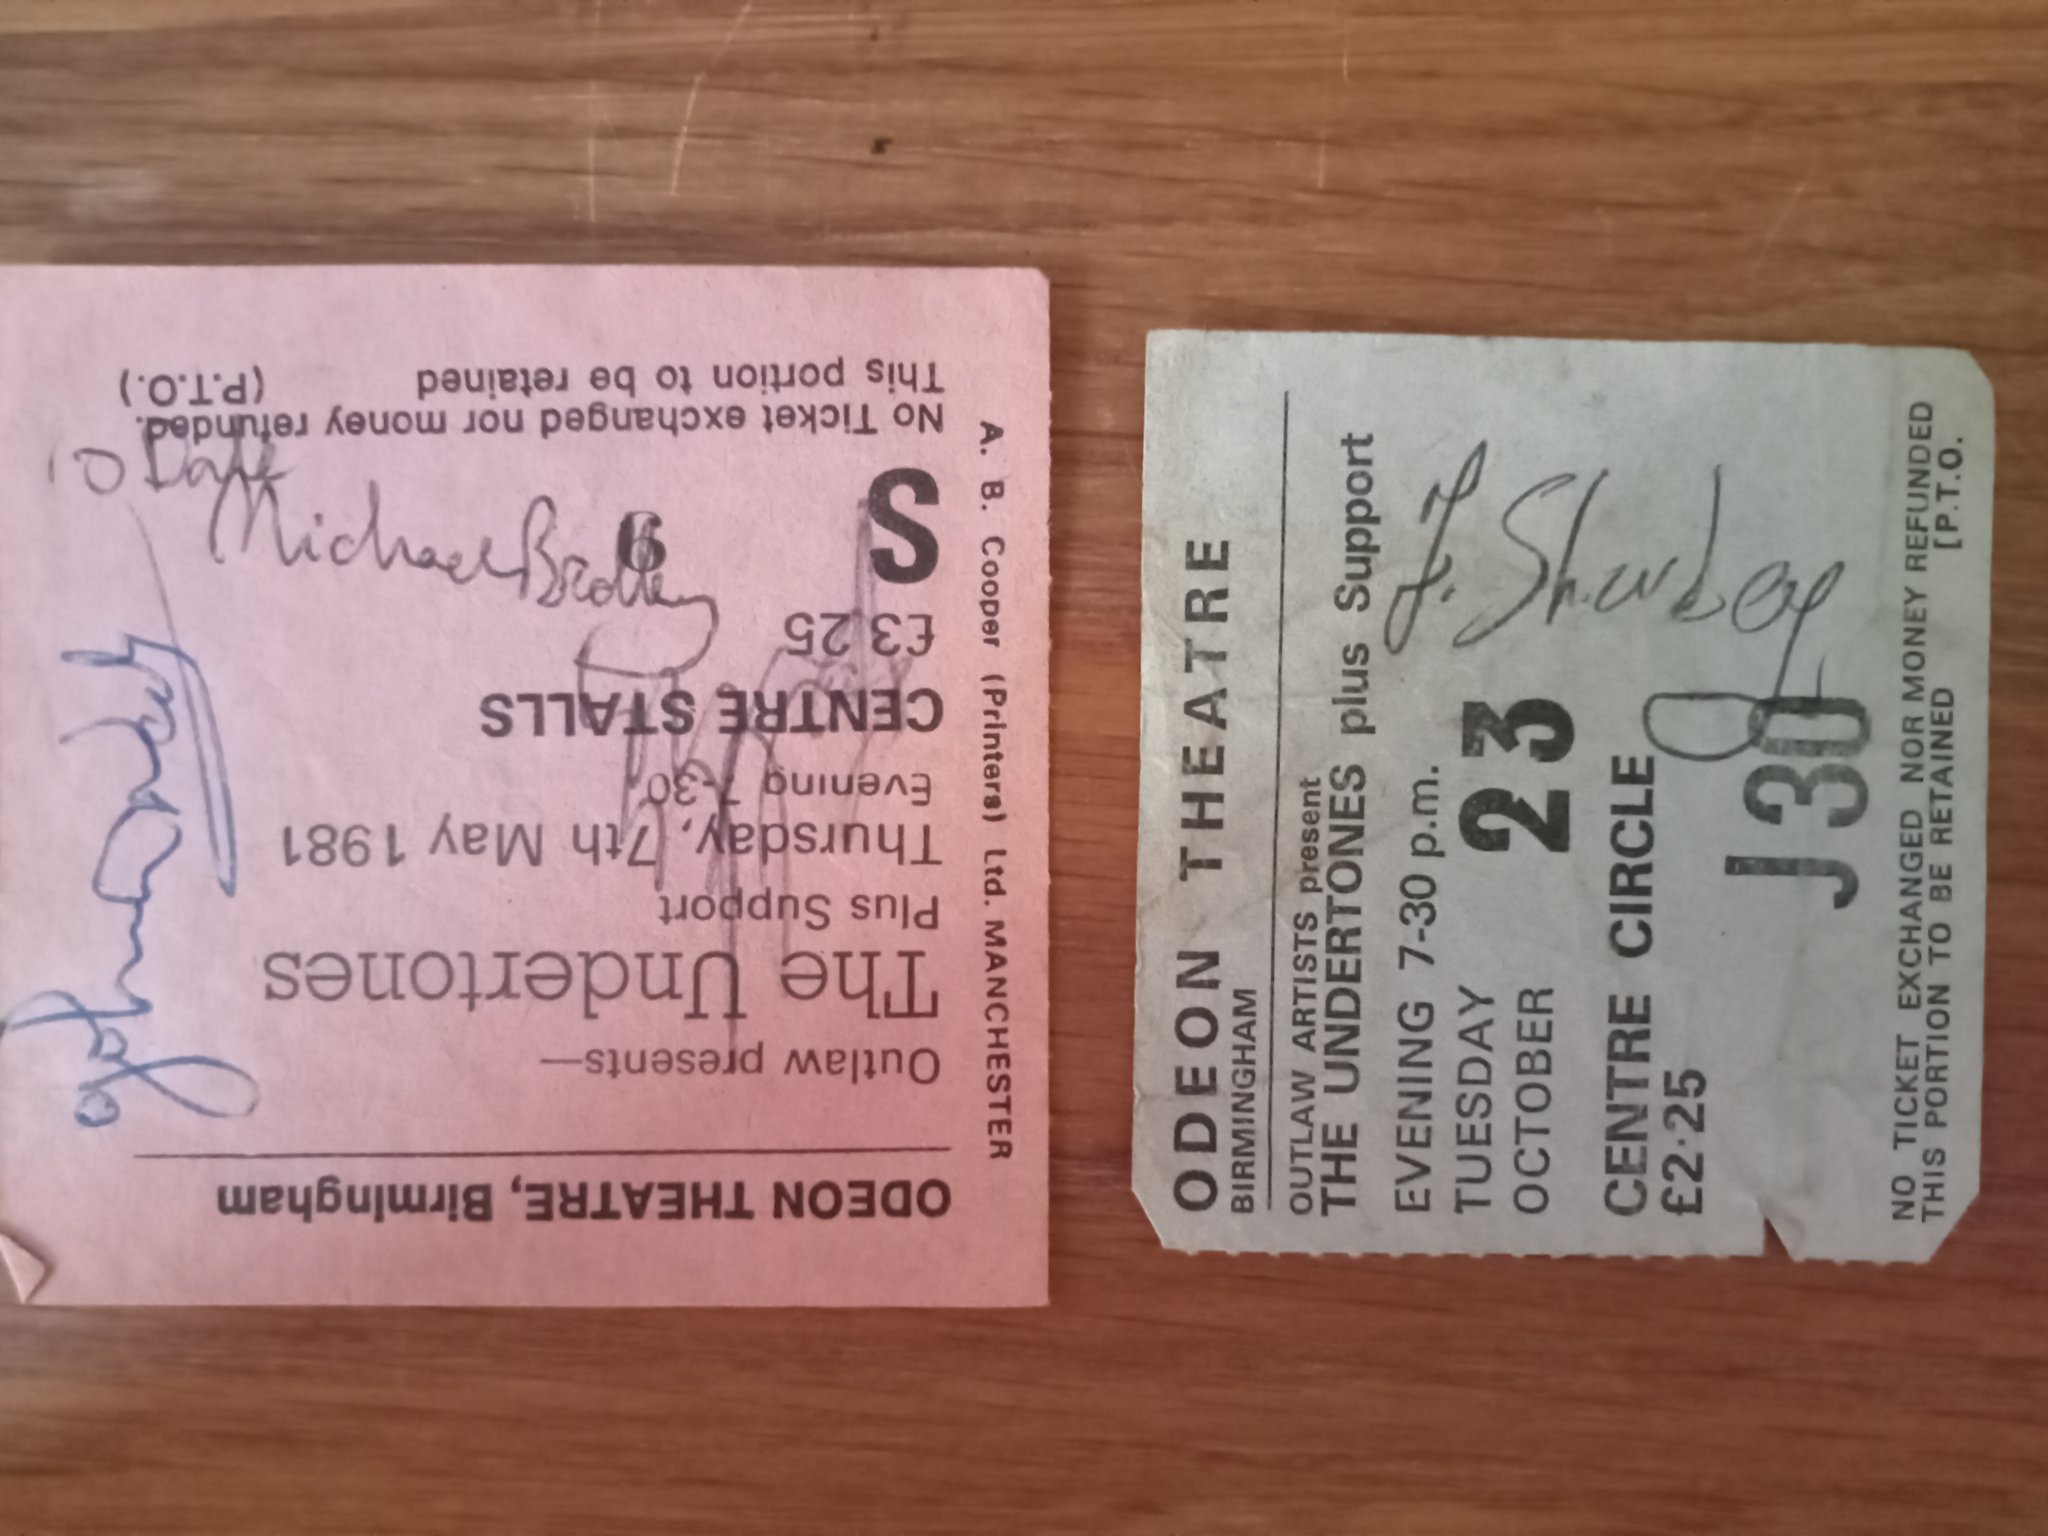 ODEON THEATRE, Birmingham
Outlaw presents—
The Undertones
Plus Support
Thursday, 7th May 1981
Evening 7-30
CENTRE STALLS
£3 25
S 9
No Ticket exchanged nor money refunded.
This portion to be retained (P.T.O.)
A. B. Cooper (Printers) Ltd. MANCHESTER
Michael Bradley
ODEON THEATRE
BIRMINGHAM
OUTLAW ARTISTS present
THE UNDERTONES plus Support
EVENING 7-30 p.m.
TUESDAY 23
OCTOBER
CENTRE CIRCLE
£2·25
J 30
F. Sharkey
NO TICKET EXCHANGED NOR MONEY REFUNDED
THIS PORTION TO BE RETAINED [P.T.O.